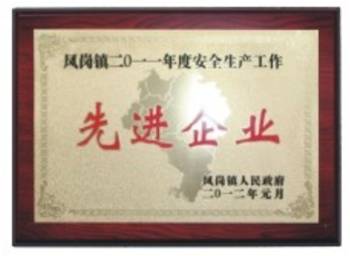 凤岗镇二〇一一年度安全生产工作
先进企业
凤岗镇人民政府
二〇一二年元月